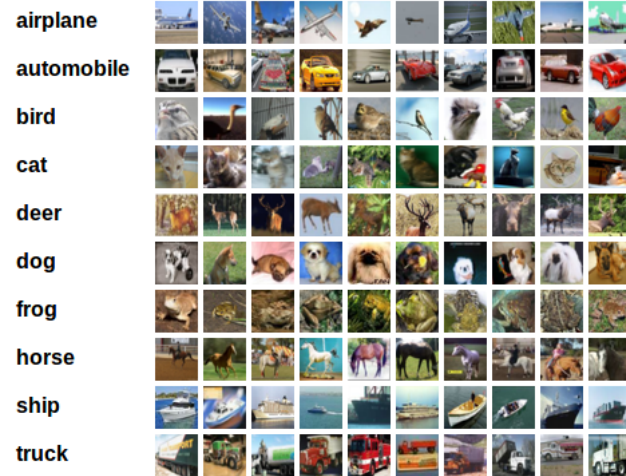 airplane
automobile
bird
cat
deer
dog
frog
horse
ship
truck